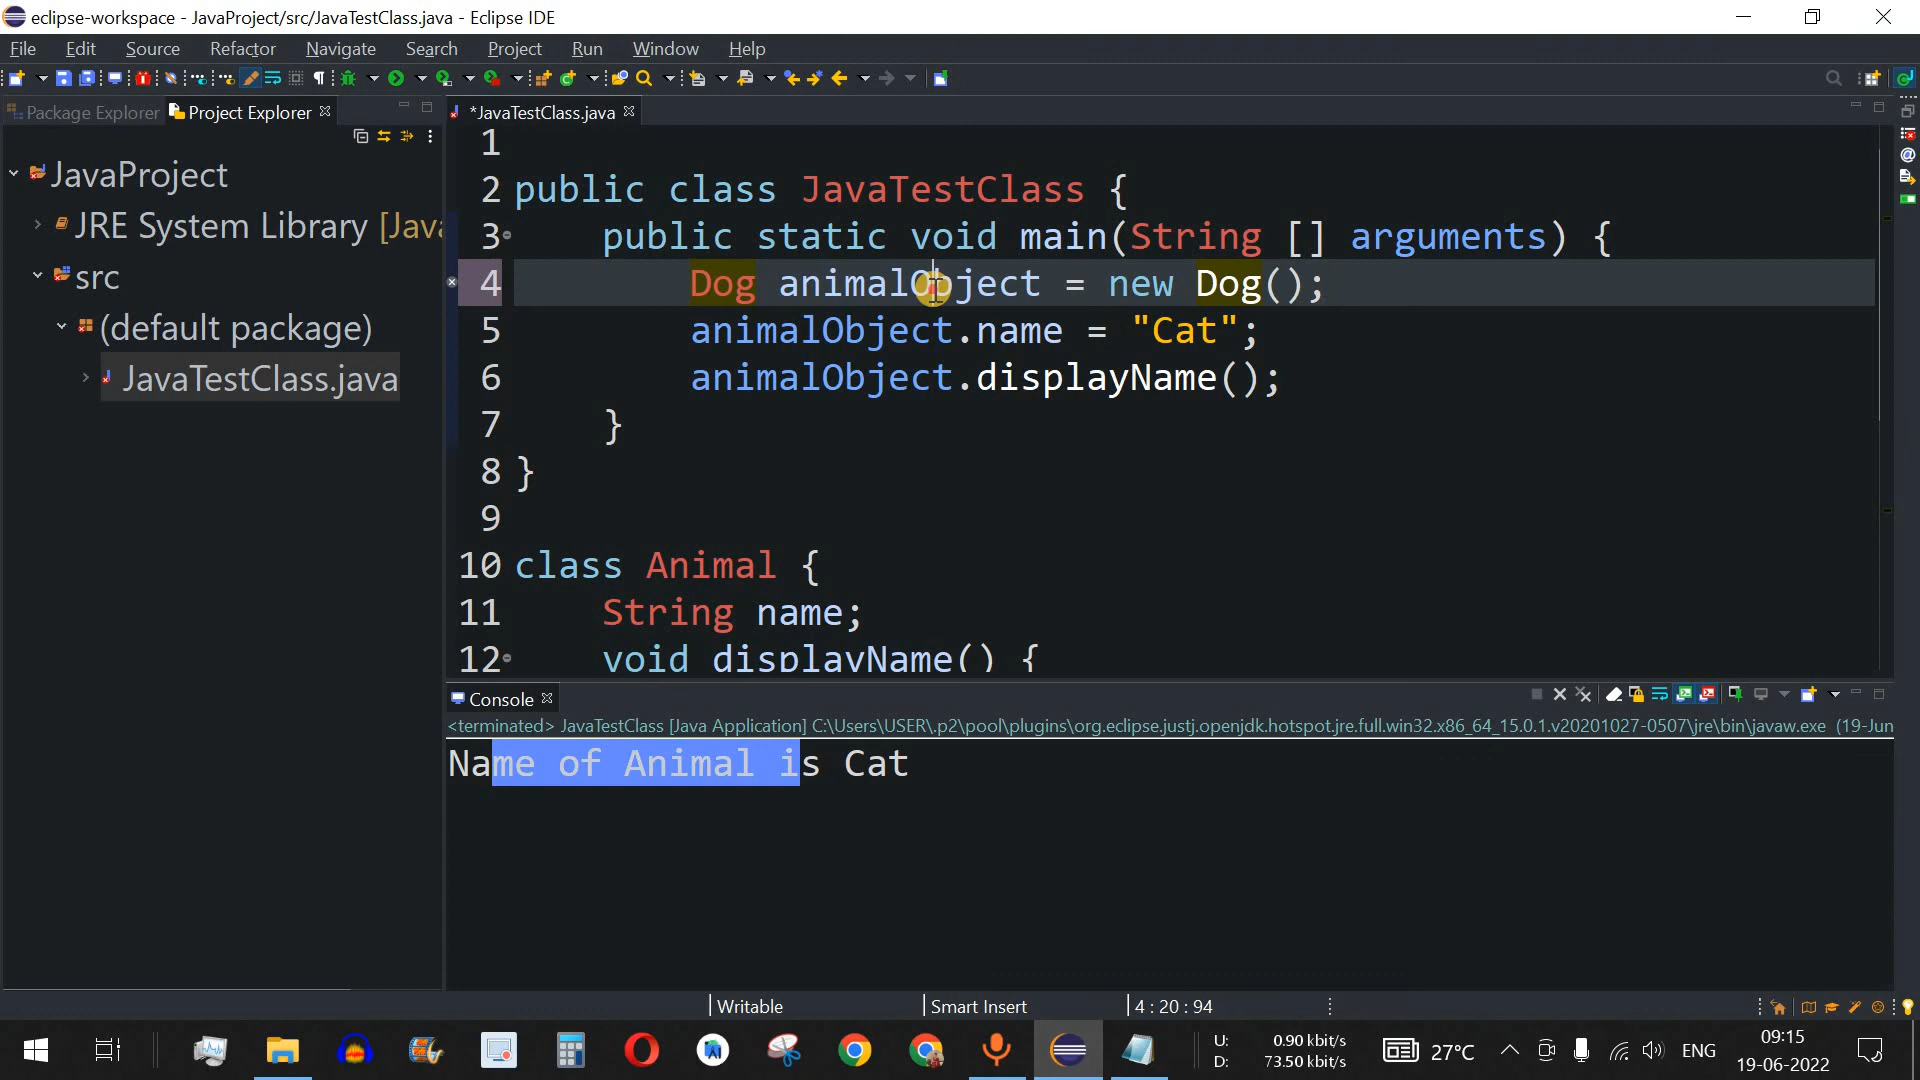 eclipse-workspace - JavaProject/src/JavaTestClass.java - Eclipse IDE
File Edit Source Refactor Navigate Search Project Run Window Help
Package Explorer Project Explorer
*JavaTestClass.java
JavaProject
JRE System Library [Java
src
(default package)
JavaTestClass.java
1
2 public class JavaTestClass {
3 public static void main(String [] arguments) {
4 Dog animalObject = new Dog();
5 animalObject.name = "Cat";
6 animalObject.displayName();
7 }
8 }
9
10 class Animal {
11 String name;
12 void displayName() {
Console
<terminated> JavaTestClass [Java Application] C:\Users\USER\.p2\pool\plugins\org.eclipse.justj.openjdk.hotspot.jre.full.win32.x86_64_15.0.1.v20201027-0507\jre\bin\javaw.exe (19-Jun
Name of Animal is Cat
Writable Smart Insert 4 : 20 : 94
U: 0.90 kbit/s
D: 73.50 kbit/s
27°C
ENG
09:15
19-06-2022